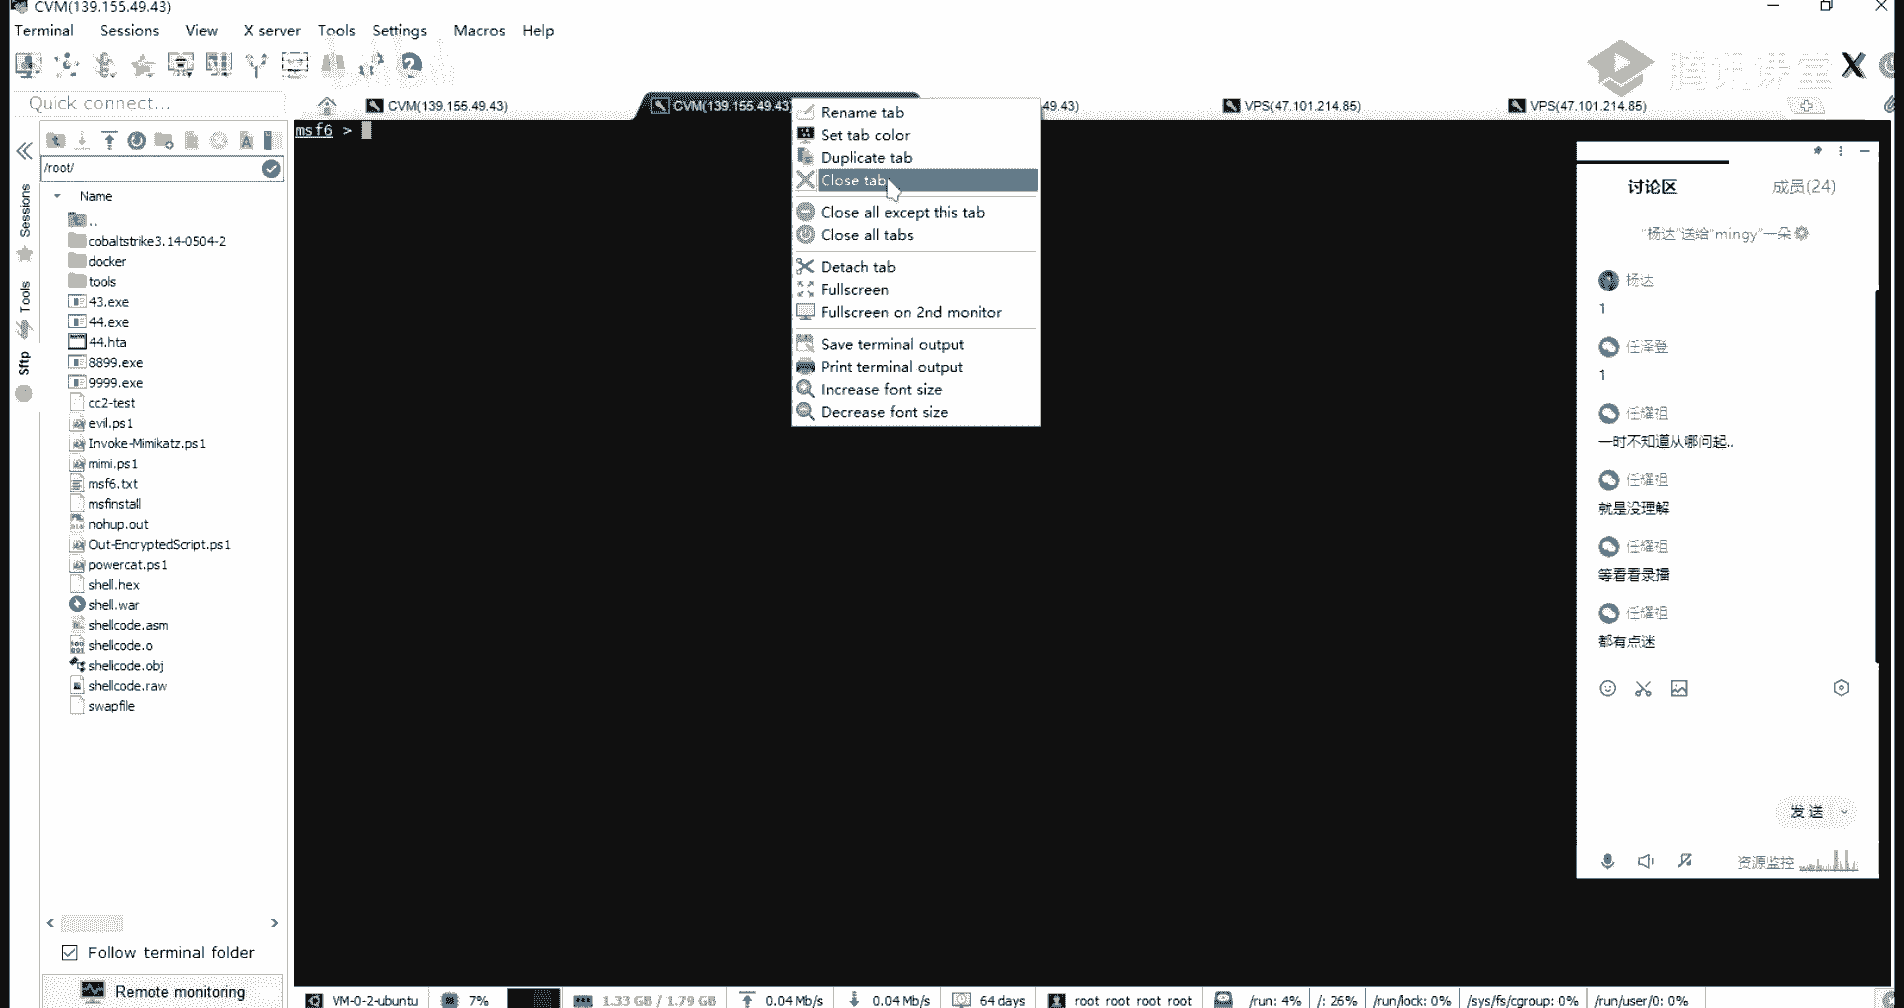 CVM(139.155.49.43)
Terminal Sessions View X server Tools Settings Macros Help
腾讯课堂
Quick connect...
CVM(139.155.49.43) CVM(139.155.49.43) 49.43) VPS(47.101.214.85) VPS(47.101.214.85)
msf6 >
/root/
Name
..
cobaltstrike3.14-0504-2
docker
tools
43.exe
44.exe
44.hta
8899.exe
9999.exe
cc2-test
evil.ps1
Invoke-Mimikatz.ps1
mimi.ps1
msf6.txt
msfinstall
nohup.out
Out-EncryptedScript.ps1
powercat.ps1
shell.hex
shell.war
shellcode.asm
shellcode.o
shellcode.obj
shellcode.raw
swapfile
Follow terminal folder
Remote monitoring
Sessions
Tools
Sftp
Rename tab
Set tab color
Duplicate tab
Close tab
Close all except this tab
Close all tabs
Detach tab
Fullscreen
Fullscreen on 2nd monitor
Save terminal output
Print terminal output
Increase font size
Decrease font size
讨论区 成员(24)
"杨达"送给"mingy"一朵
杨达
1
任泽登
1
任耀祖
一时不知道从哪问起..
任耀祖
就是没理解
任耀祖
等看看录播
任耀祖
都有点迷
发送
资源监控
VM-0-2-ubuntu 7% 1.33 GB / 1.79 GB 0.04 Mb/s 0.04 Mb/s 64 days root root root root /run: 4% /: 26% /run/lock: 0% /sys/fs/cgroup: 0% /run/user/0: 0%